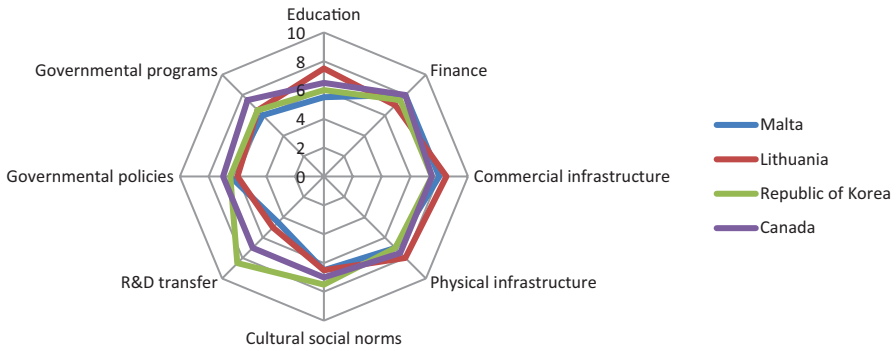 Education
10
8
6
4
2
0
Finance
Commercial infrastructure
Physical infrastructure
Cultural social norms
R&D transfer
Governmental policies
Governmental programs
Malta
Lithuania
Republic of Korea
Canada